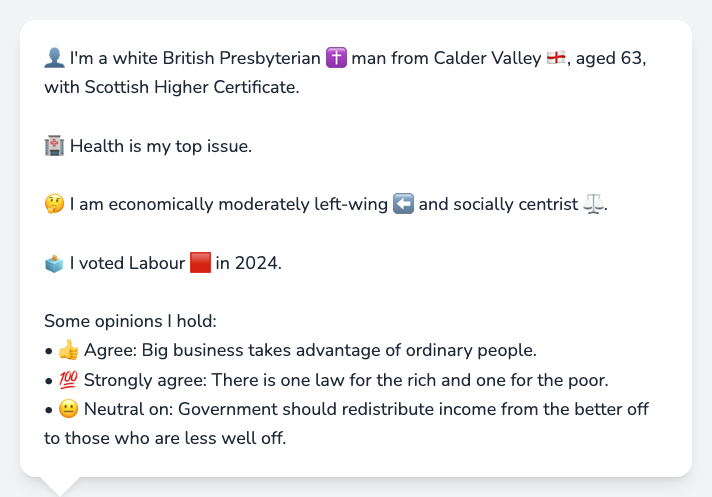 👤 I'm a white British Presbyterian ✝️ man from Calder Valley 🏴󠁧󠁢󠁥󠁮󠁧󠁿, aged 63,
with Scottish Higher Certificate.
🏥 Health is my top issue.
🤔 I am economically moderately left-wing ⬅️ and socially centrist ⚖️.
🗳️ I voted Labour 🟥 in 2024.
Some opinions I hold:
• 👍 Agree: Big business takes advantage of ordinary people.
• 💯 Strongly agree: There is one law for the rich and one for the poor.
• 😐 Neutral on: Government should redistribute income from the better off
to those who are less well off.